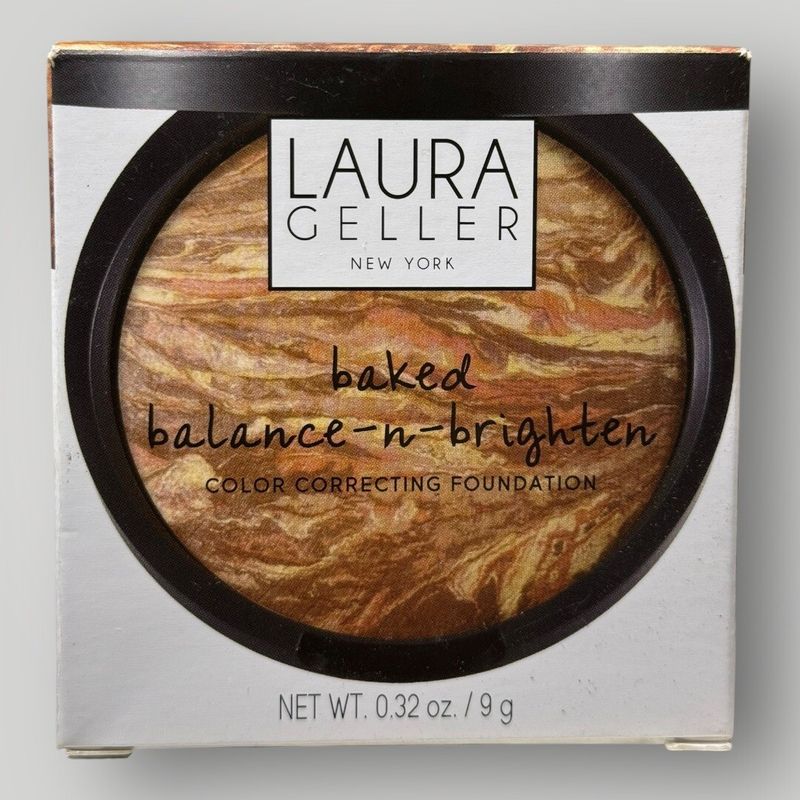 LAURA
GELLER
NEW YORK
baked
balance-n-brighten
COLOR CORRECTING FOUNDATION
NET WT. 0.32 oz. / 9 g